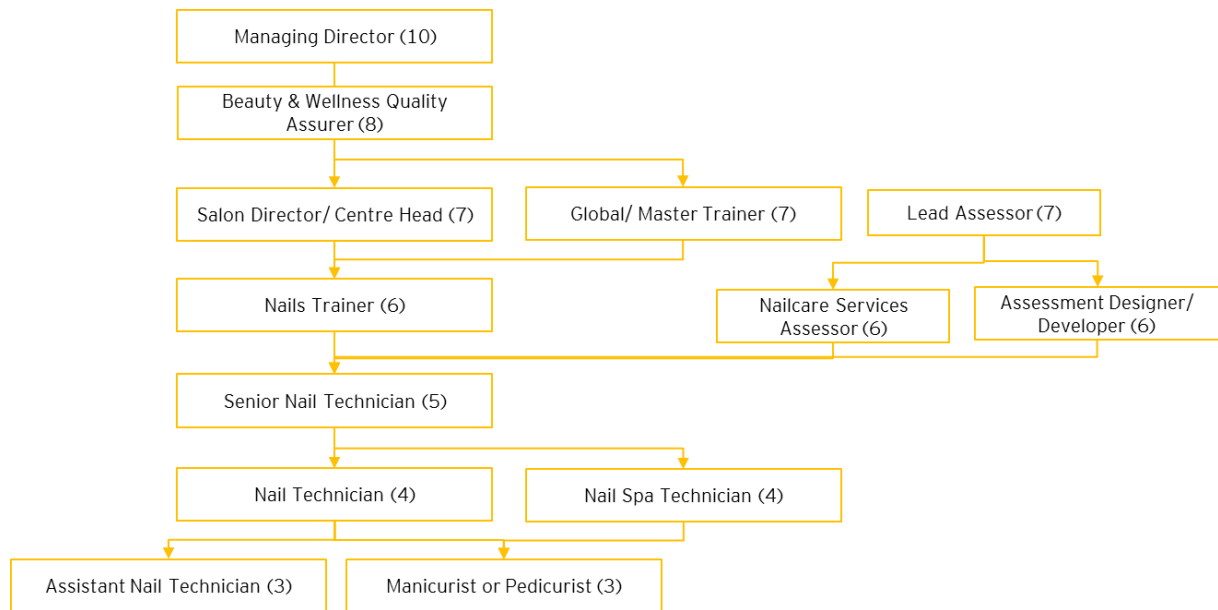 Managing Director (10)
Beauty & Wellness Quality
Assurer (8)
Salon Director/ Centre Head (7)
Global/ Master Trainer (7)
Lead Assessor (7)
Nails Trainer (6)
Nailcare Services
Assessor (6)
Assessment Designer/
Developer (6)
Senior Nail Technician (5)
Nail Technician (4)
Nail Spa Technician (4)
Assistant Nail Technician (3)
Manicurist or Pedicurist (3)